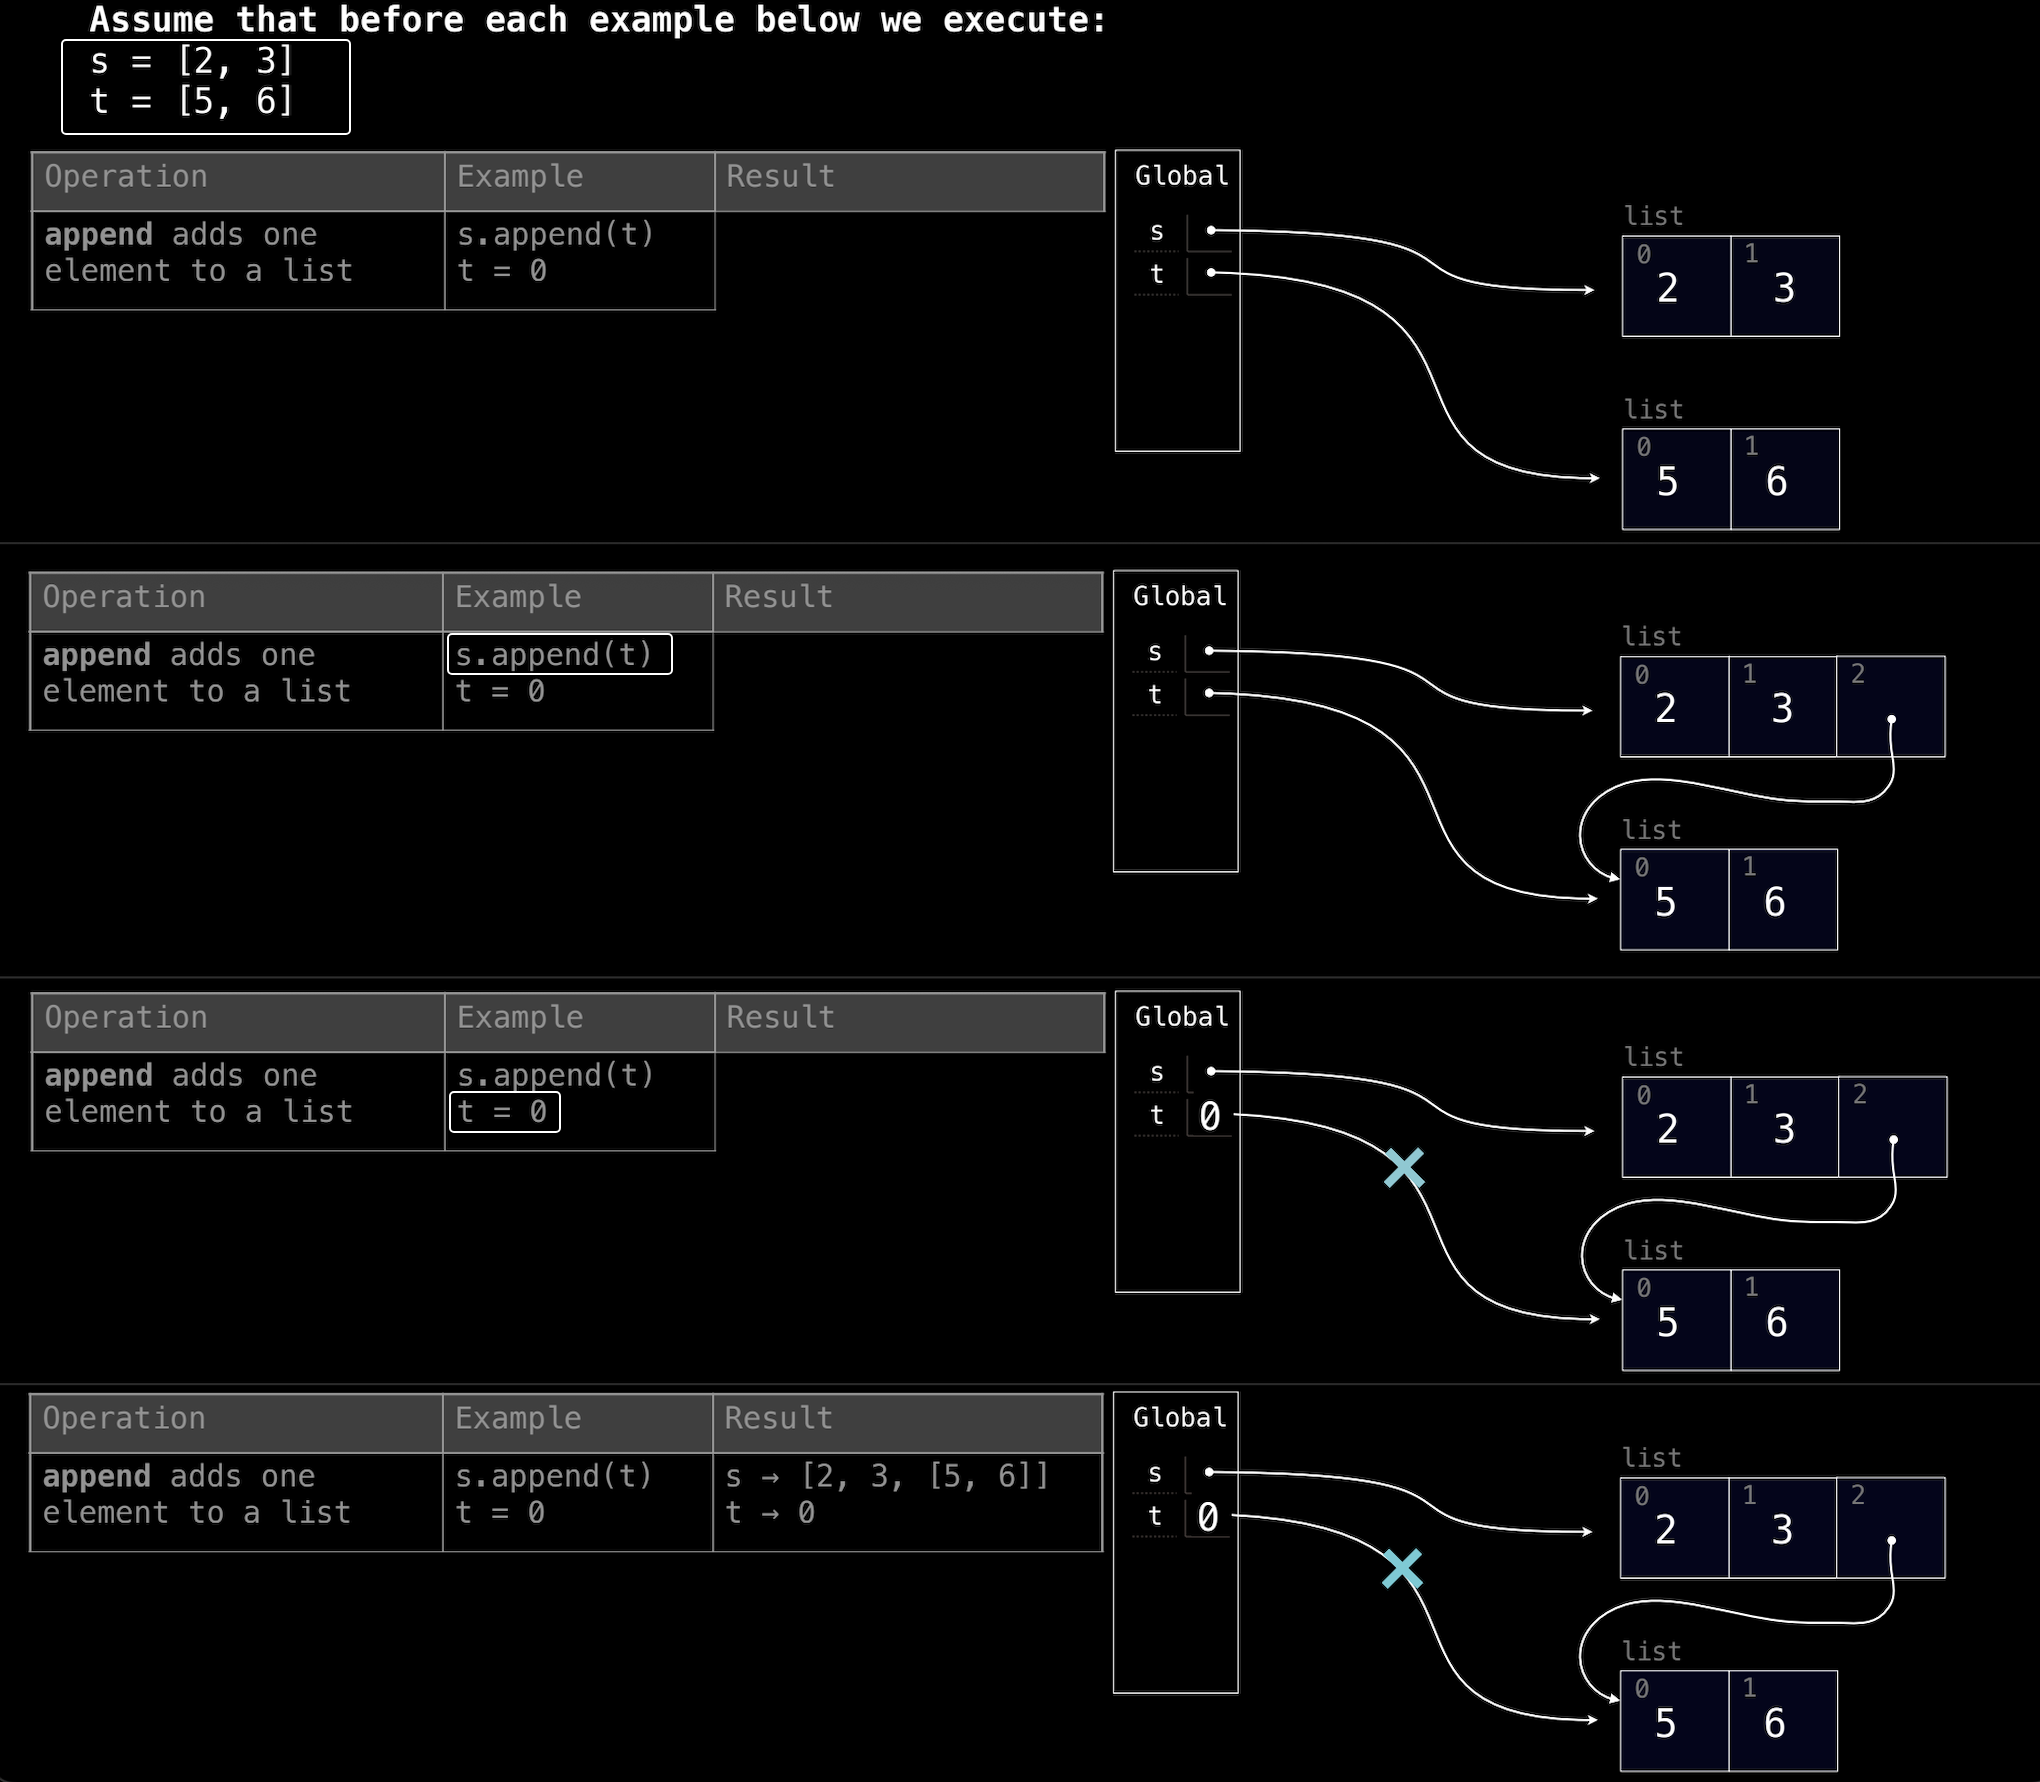 Assume that before each example below we execute:
s = [2, 3]
t = [5, 6]
Operation Example Result
append adds one element to a list
s.append(t)
t = 0
Global
s
t
list
0 1
2 3
list
0 1
5 6
Operation Example Result
append adds one element to a list
s.append(t)
t = 0
Global
s
t
list
0 1 2
2 3
list
0 1
5 6
Operation Example Result
append adds one element to a list
s.append(t)
t = 0
Global
s
t 0
list
0 1 2
2 3
list
0 1
5 6
Operation Example Result
append adds one element to a list
s.append(t)
t = 0
s → [2, 3, [5, 6]]
t → 0
Global
s
t 0
list
0 1 2
2 3
list
0 1
5 6